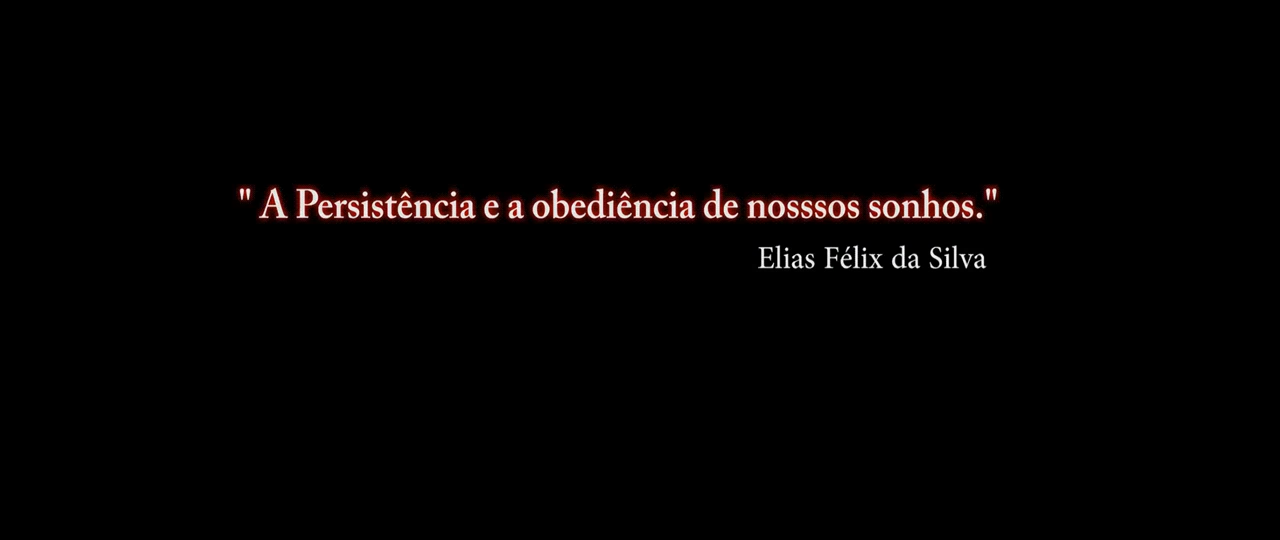 " A Persistência e a obediência de nosssos sonhos."
Elias Félix da Silva